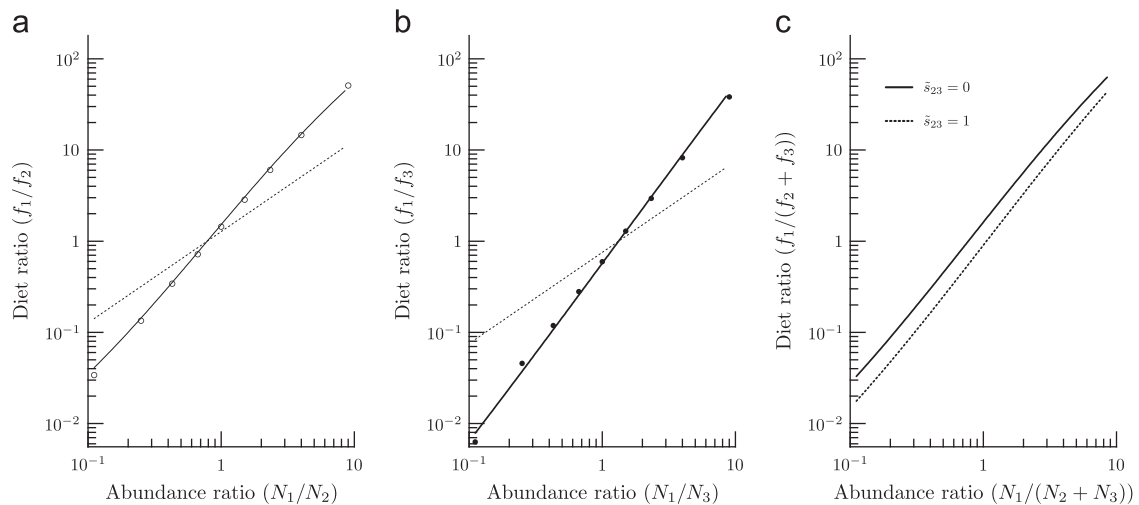 a
b
c
10²
10
1
10⁻¹
10⁻²
10⁻¹
1
10
Diet ratio (f₁/f₂)
Abundance ratio (N₁/N₂)
10²
10
1
10⁻¹
10⁻²
10⁻¹
1
10
Diet ratio (f₁/f₃)
Abundance ratio (N₁/N₃)
10²
10
1
10⁻¹
10⁻²
10⁻¹
1
10
Diet ratio (f₁/(f₂ + f₃))
Abundance ratio (N₁/(N₂ + N₃))
s̃₂₃ = 0
s̃₂₃ = 1